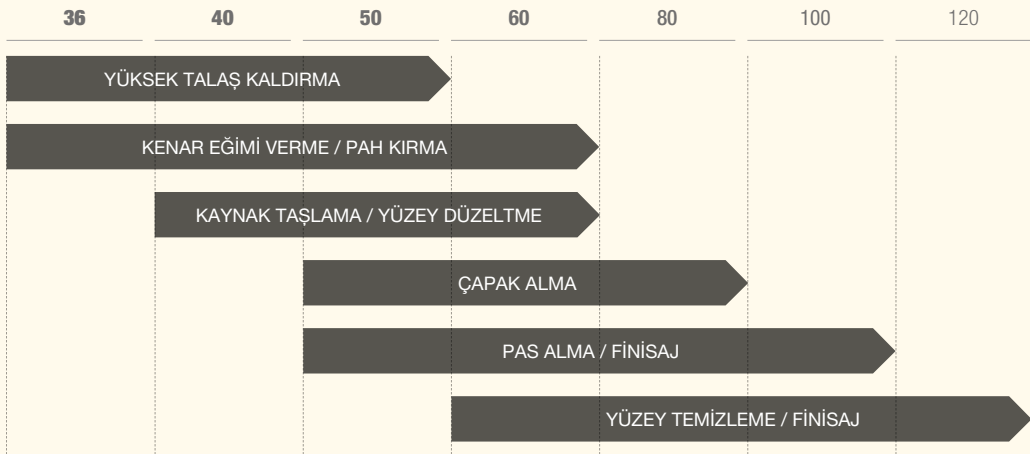 36 40 50 60 80 100 120
YÜKSEK TALAŞ KALDIRMA
KENAR EĞİMİ VERME / PAH KIRMA
KAYNAK TAŞLAMA / YÜZEY DÜZELTME
ÇAPAK ALMA
PAS ALMA / FİNİSAJ
YÜZEY TEMİZLEME / FİNİSAJ